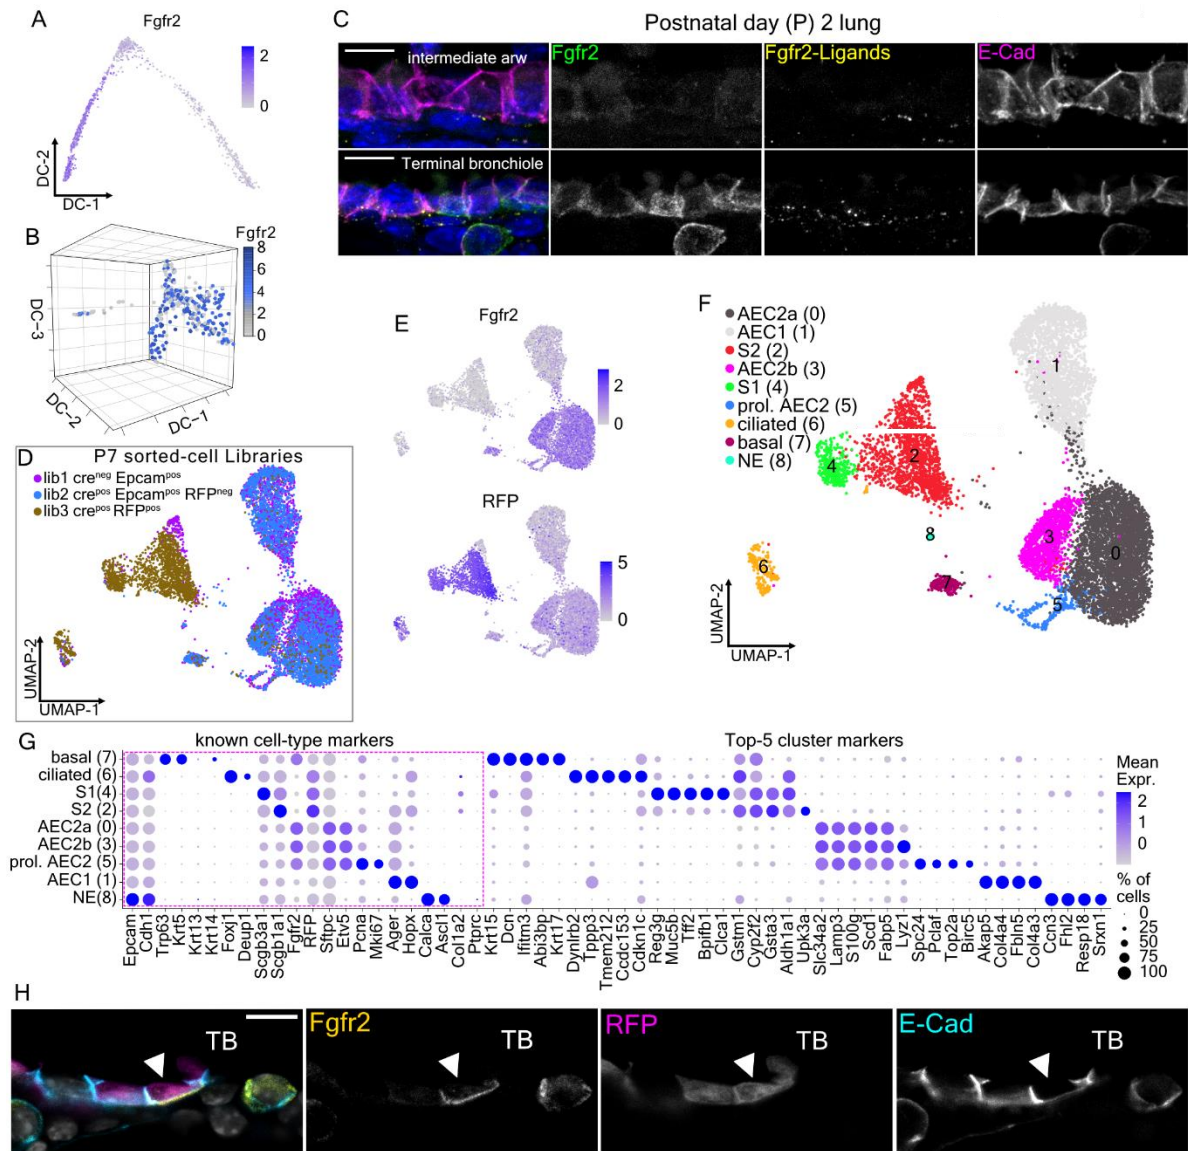 A
Fgfr2
2
0
DC-2
DC-1
B
Fgfr2
8
6
4
2
0
DC-3
DC-2
DC-1
C
Postnatal day (P) 2 lung
intermediate arw
Fgfr2
Fgfr2-Ligands
E-Cad
Terminal bronchiole
D
P7 sorted-cell Libraries
lib1 creneg Epcampos
lib2 crepos Epcampos RFPneg
lib3 crepos RFPpos
UMAP-2
UMAP-1
E
Fgfr2
2
0
RFP
5
0
F
AEC2a (0)
AEC1 (1)
S2 (2)
AEC2b (3)
S1 (4)
prol. AEC2 (5)
ciliated (6)
basal (7)
NE (8)
1
2
4
8
3
0
6
7
5
UMAP-2
UMAP-1
G
known cell-type markers
Top-5 cluster markers
basal (7)
ciliated (6)
S1(4)
S2 (2)
AEC2a (0)
AEC2b (3)
prol. AEC2 (5)
AEC1 (1)
NE(8)
Epcam
Cdh1
Trp63
Krt5
Krt13
Krt14
Foxj1
Deup1
Scgb3a1
Scgb1a1
Fgfr2
RFP
Sftpc
Etv5
Pcna
Mki67
Ager
Hopx
Calca
Ascl1
Col1a2
Ptprc
Krt15
Dcn
Ifitm3
Abi3bp
Krt17
Dynlrb2
Tppp3
Tmem212
Ccdc153
Cdkn1c
Reg3g
Muc5b
Tff2
Bpifb1
Gstm1
Cyp2f2
Gsta3
Aldh1a1
Upk3a
Slc34a2
Lamp3
S100g
Scd1
Fabp5
Lyz1
Spc24
Pclaf
Top2a
Birc5
Akap5
Col4a4
Fbln5
Col4a3
Ccn3
Fhl2
Resp18
Srxn1
Mean
Expr.
2
1
0
% of
cells
0
25
50
75
100
H
TB
Fgfr2
TB
RFP
TB
E-Cad
TB